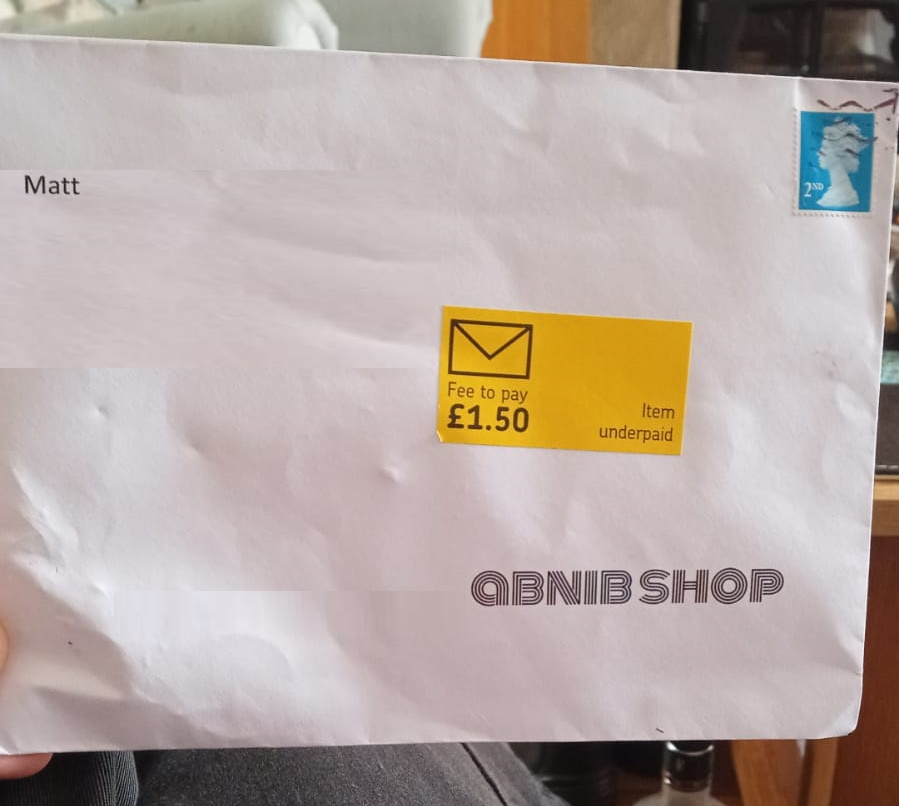 Matt
2ND
Fee to pay
£1.50
Item
underpaid
ABNIB SHOP